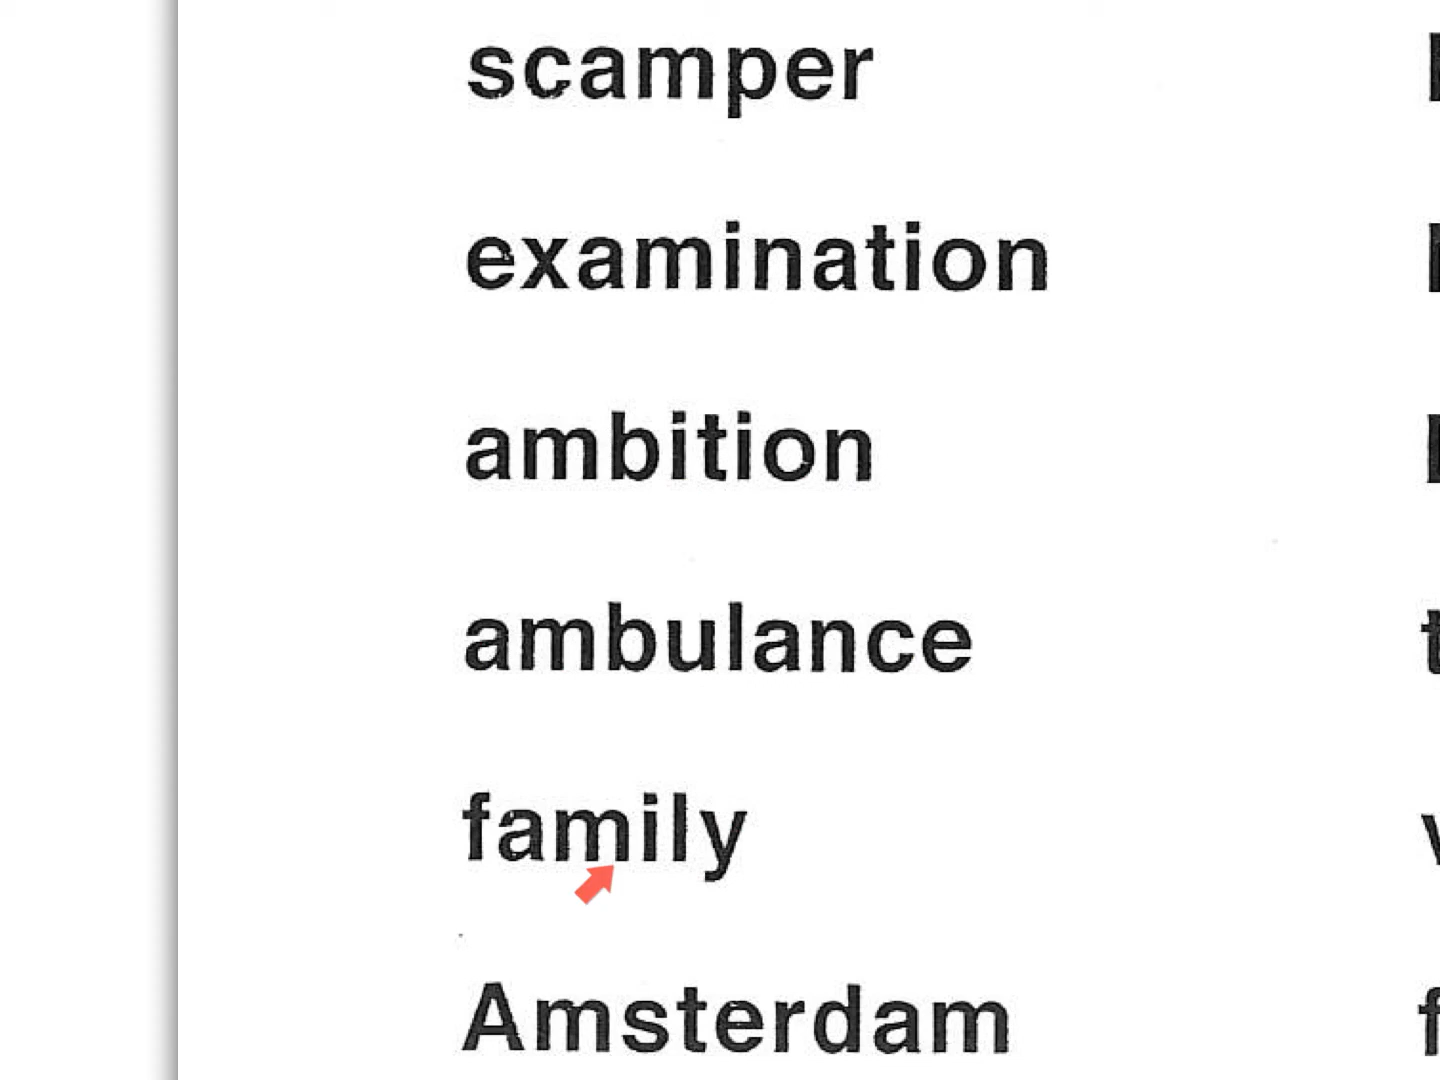 scamper
examination
ambition
ambulance
family
Amsterdam